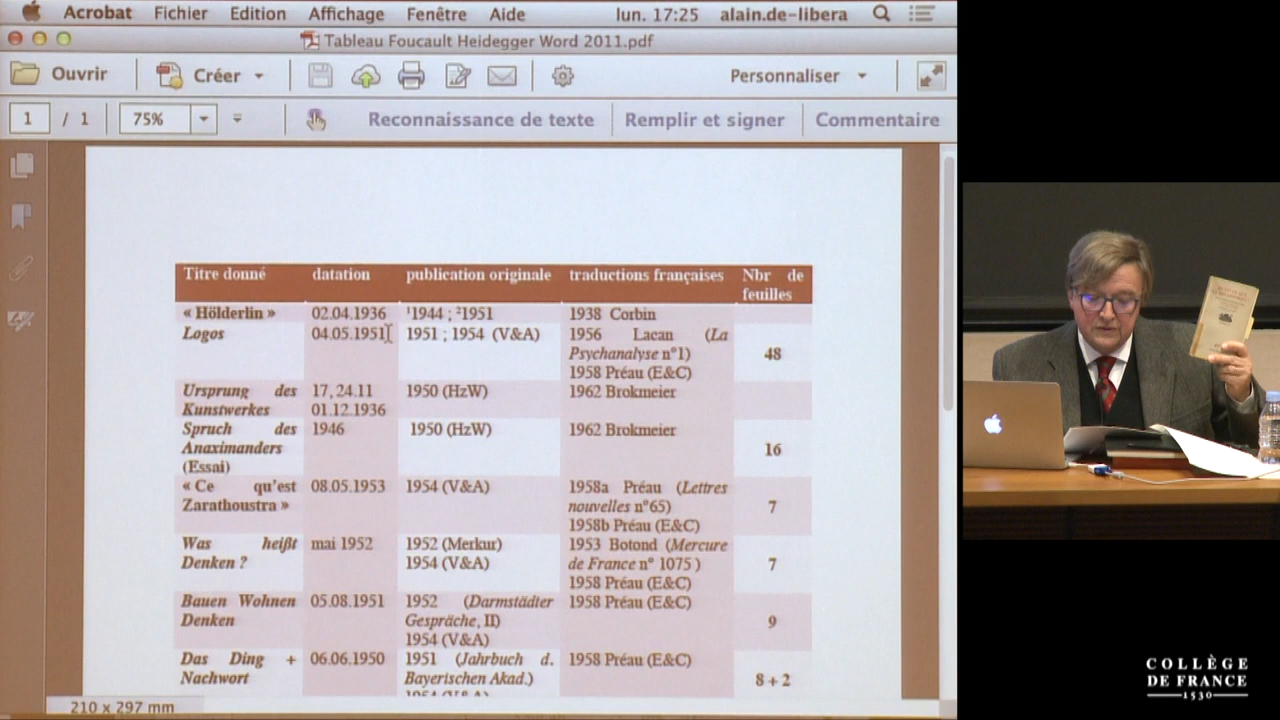 Acrobat Fichier Edition Affichage Fenêtre Aide lun. 17:25 alain.de-libera
Tableau Foucault Heidegger Word 2011.pdf
Ouvrir Créer Personnaliser
1 / 1 75% Reconnaissance de texte Remplir et signer Commentaire
Titre donné datation publication originale traductions françaises Nbr de
feuilles
« Hölderlin » 02.04.1936 ¹1944 ; ²1951 1938 Corbin
Logos 04.05.1951 1951 ; 1954 (V&A) 1956 Lacan (La
Psychanalyse n°1)
1958 Préau (E&C)
48
Ursprung des 17, 24.11 1950 (HzW) 1962 Brokmeier
Kunstwerkes 01.12.1936
Spruch des 1946 1950 (HzW) 1962 Brokmeier
Anaximanders
(Essai)
16
« Ce qu'est 08.05.1953 1954 (V&A) 1958a Préau (Lettres
Zarathoustra » nouvelles n°65)
1958b Préau (E&C)
7
Was heißt mai 1952 1952 (Merkur) 1953 Botond (Mercure
Denken ? 1954 (V&A) de France n° 1075 )
1958 Préau (E&C)
7
Bauen Wohnen 05.08.1951 1952 (Darmstädter 1958 Préau (E&C)
Denken Gespräche, II)
1954 (V&A)
9
Das Ding + 06.06.1950 1951 (Jahrbuch d. 1958 Préau (E&C)
Nachwort Bayerischen Akad.)
8 + 2
210 x 297 mm
COLLÈGE
DE FRANCE
1530